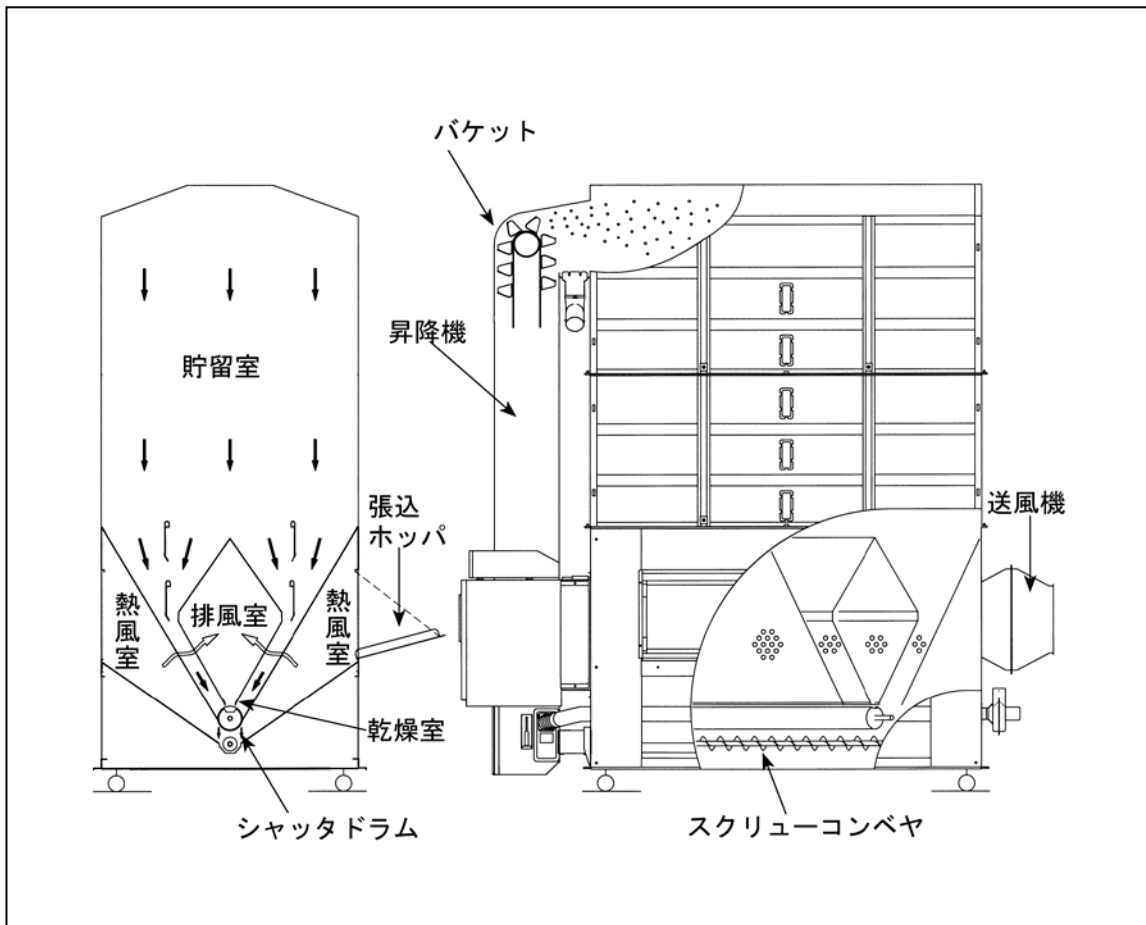 バケット
昇降機
貯留室
張込
ホッパ
送風機
熱風室
排風室
熱風室
乾燥室
シャッタドラム
スクリューコンベヤ